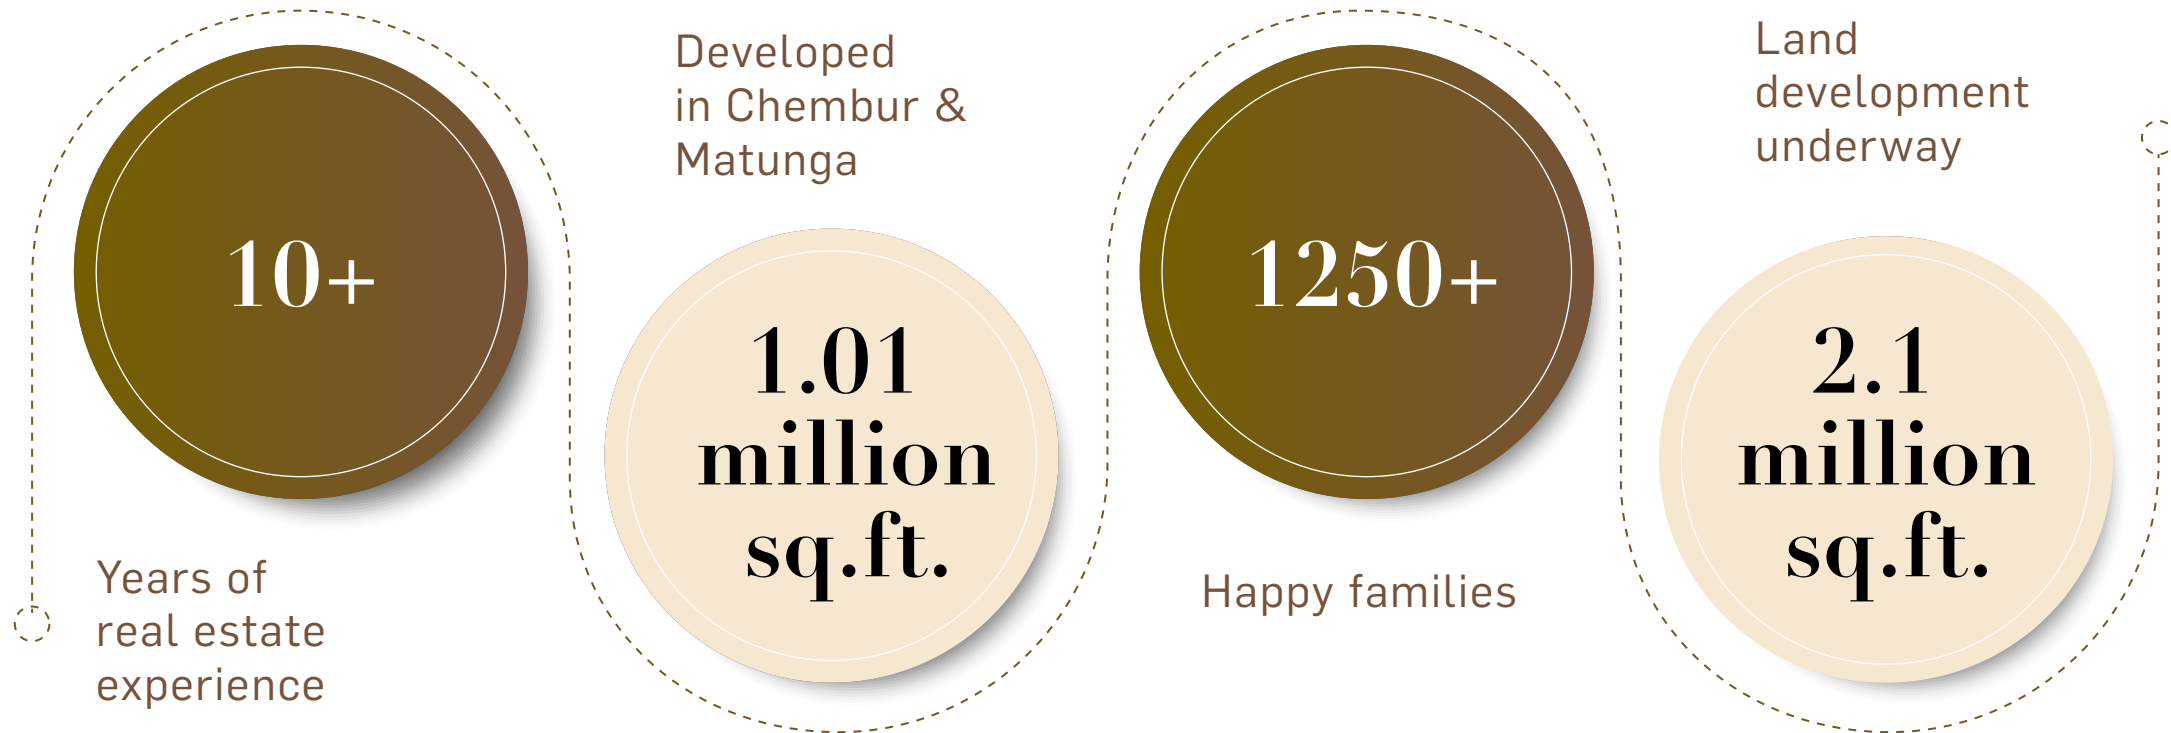 10+
Years of
real estate
experience
Developed
in Chembur &
Matunga
1.01
million
sq.ft.
1250+
Happy families
Land
development
underway
2.1
million
sq.ft.